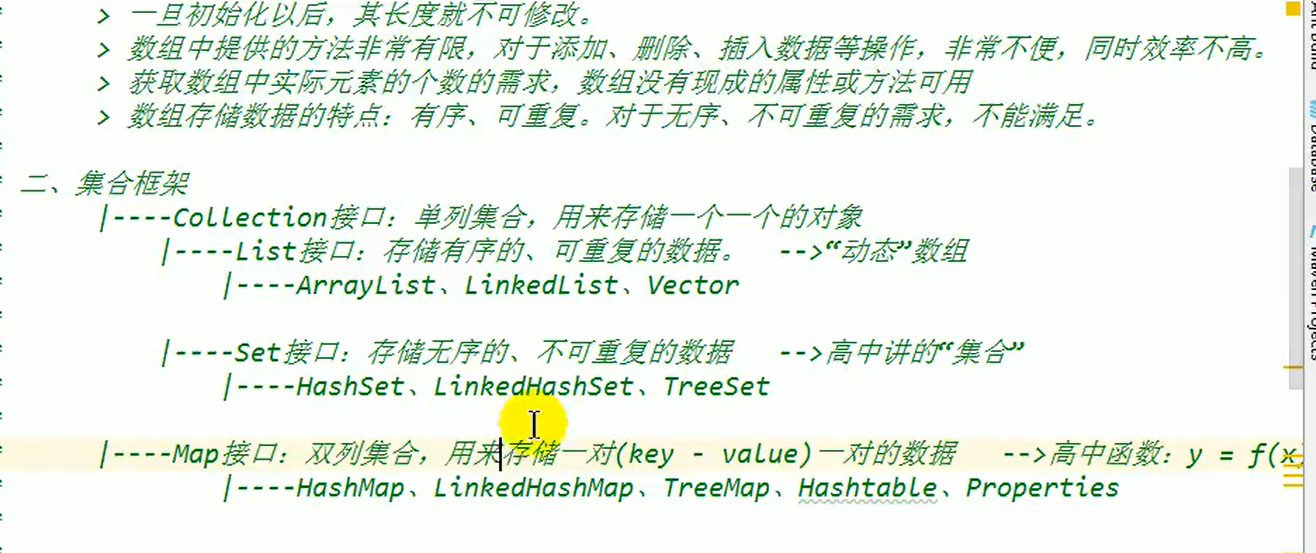 > 一旦初始化以后，其长度就不可修改。
> 数组中提供的方法非常有限，对于添加、删除、插入数据等操作，非常不便，同时效率不高。
> 获取数组中实际元素的个数的需求，数组没有现成的属性或方法可用
> 数组存储数据的特点：有序、可重复。对于无序、不可重复的需求，不能满足。
二、集合框架
|----Collection接口：单列集合，用来存储一个一个的对象
|----List接口：存储有序的、可重复的数据。 -->“动态”数组
|----ArrayList、LinkedList、Vector
|----Set接口：存储无序的、不可重复的数据 -->高中讲的“集合”
|----HashSet、LinkedHashSet、TreeSet
|----Map接口：双列集合，用来存储一对(key - value)一对的数据 -->高中函数：y = f(x)
|----HashMap、LinkedHashMap、TreeMap、Hashtable、Properties
Database
Maven Projects